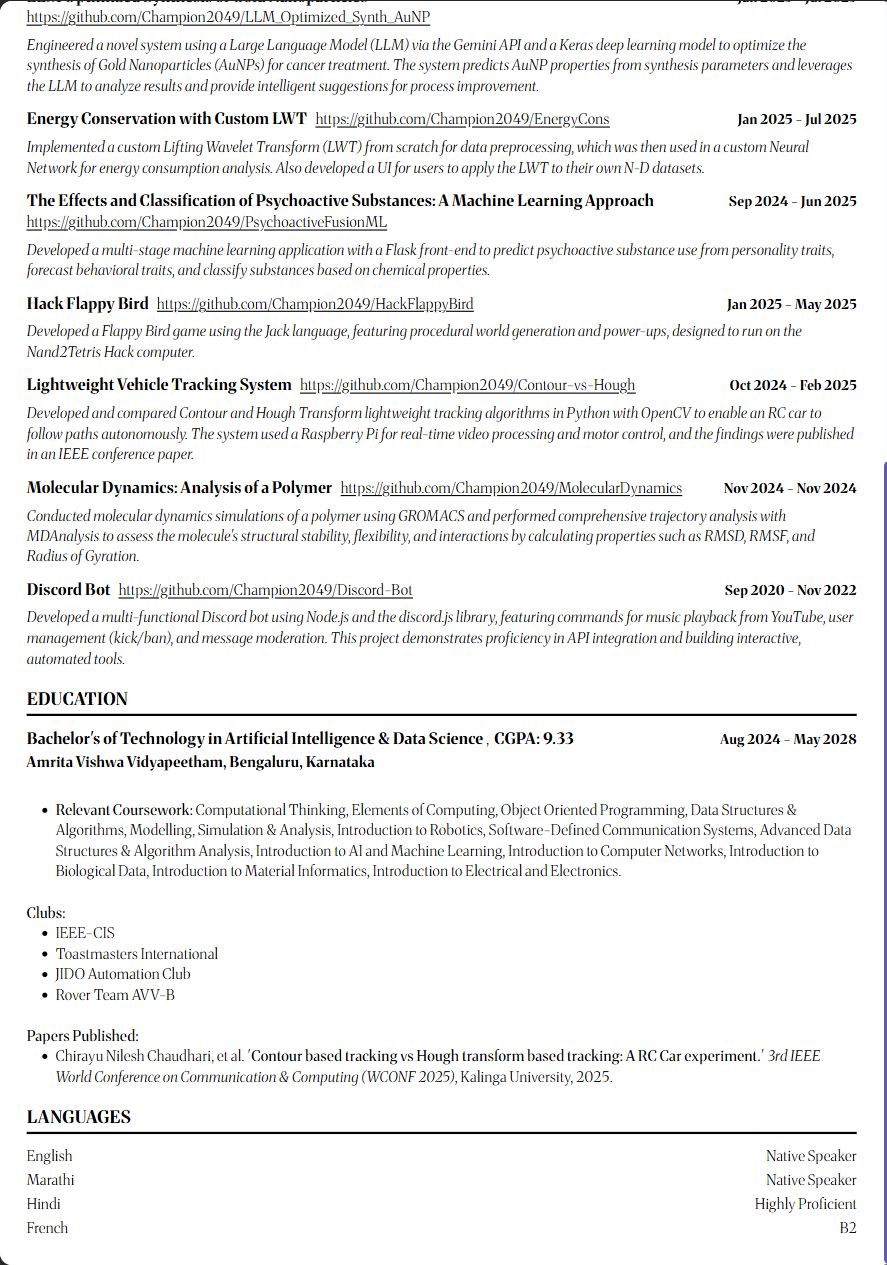 https://github.com/Champion2049/LLM_Optimized_Synth_AuNP
Engineered a novel system using a Large Language Model (LLM) via the Gemini API and a Keras deep learning model to optimize the
synthesis of Gold Nanoparticles (AuNPs) for cancer treatment. The system predicts AuNP properties from synthesis parameters and leverages
the LLM to analyze results and provide intelligent suggestions for process improvement.
Energy Conservation with Custom LWT https://github.com/Champion2049/EnergyCons Jan 2025 – Jul 2025
Implemented a custom Lifting Wavelet Transform (LWT) from scratch for data preprocessing, which was then used in a custom Neural
Network for energy consumption analysis. Also developed a UI for users to apply the LWT to their own N-D datasets.
The Effects and Classification of Psychoactive Substances: A Machine Learning Approach Sep 2024 – Jun 2025
https://github.com/Champion2049/PsychoactiveFusionML
Developed a multi-stage machine learning application with a Flask front-end to predict psychoactive substance use from personality traits,
forecast behavioral traits, and classify substances based on chemical properties.
Hack Flappy Bird https://github.com/Champion2049/HackFlappyBird Jan 2025 – May 2025
Developed a Flappy Bird game using the Jack language, featuring procedural world generation and power-ups, designed to run on the
Nand2Tetris Hack computer.
Lightweight Vehicle Tracking System https://github.com/Champion2049/Contour-vs-Hough Oct 2024 – Feb 2025
Developed and compared Contour and Hough Transform lightweight tracking algorithms in Python with OpenCV to enable an RC car to
follow paths autonomously. The system used a Raspberry Pi for real-time video processing and motor control, and the findings were published
in an IEEE conference paper.
Molecular Dynamics: Analysis of a Polymer https://github.com/Champion2049/MolecularDynamics Nov 2024 – Nov 2024
Conducted molecular dynamics simulations of a polymer using GROMACS and performed comprehensive trajectory analysis with
MDAnalysis to assess the molecule's structural stability, flexibility, and interactions by calculating properties such as RMSD, RMSF, and
Radius of Gyration.
Discord Bot https://github.com/Champion2049/Discord-Bot Sep 2020 – Nov 2022
Developed a multi-functional Discord bot using Node.js and the discord.js library, featuring commands for music playback from YouTube, user
management (kick/ban), and message moderation. This project demonstrates proficiency in API integration and building interactive,
automated tools.
EDUCATION
Bachelor's of Technology in Artificial Intelligence & Data Science , CGPA: 9.33 Aug 2024 – May 2028
Amrita Vishwa Vidyapeetham, Bengaluru, Karnataka
• Relevant Coursework: Computational Thinking, Elements of Computing, Object Oriented Programming, Data Structures &
Algorithms, Modelling, Simulation & Analysis, Introduction to Robotics, Software-Defined Communication Systems, Advanced Data
Structures & Algorithm Analysis, Introduction to AI and Machine Learning, Introduction to Computer Networks, Introduction to
Biological Data, Introduction to Material Informatics, Introduction to Electrical and Electronics.
Clubs:
• IEEE-CIS
• Toastmasters International
• JIDO Automation Club
• Rover Team AVV-B
Papers Published:
• Chirayu Nilesh Chaudhari, et al. 'Contour based tracking vs Hough transform based tracking: A RC Car experiment.' 3rd IEEE
World Conference on Communication & Computing (WCONF 2025), Kalinga University, 2025.
LANGUAGES
English Native Speaker
Marathi Native Speaker
Hindi Highly Proficient
French B2